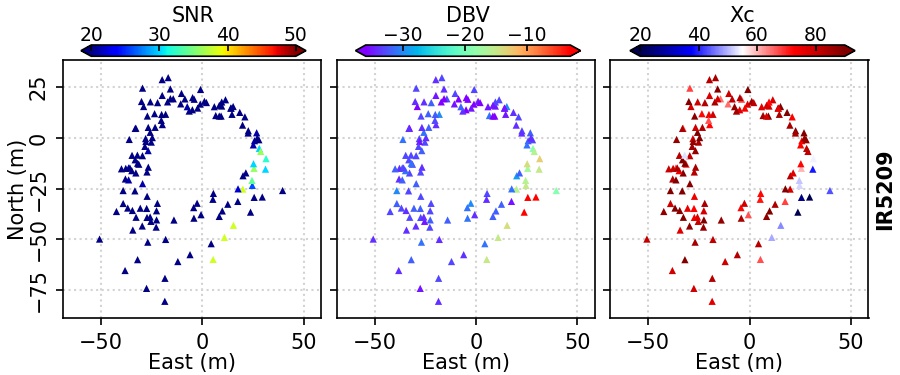 SNR DBV Xc
20 30 40 50 −30 −20 −10 20 40 60 80
25
0
−25
−50
−75
North (m)
−50 0 50 −50 0 50 −50 0 50
East (m) East (m) East (m)
IR5209